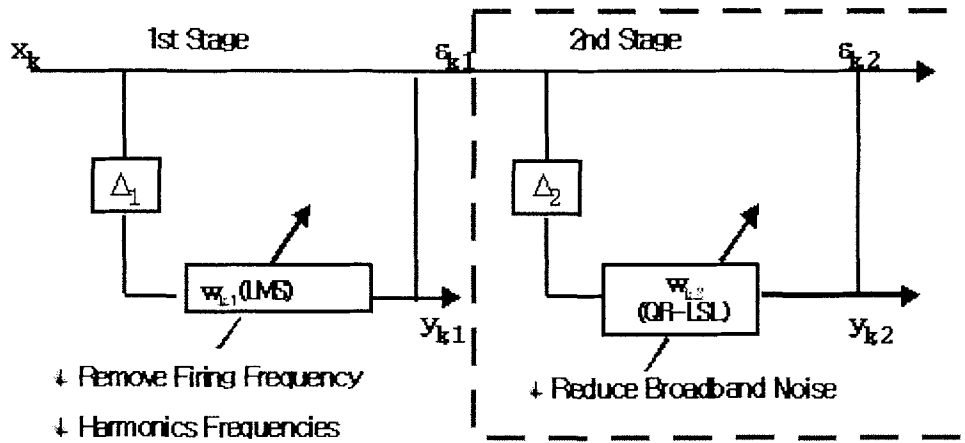 1st Stage
2nd Stage
x_k
ε_k1
ε_k2
Δ_1
Δ_2
w_k1 (LMS)
w_k2
(QR-LSL)
y_k1
y_k2
↓ Remove Firing Frequency
↓ Harmonics Frequencies
↓ Reduce Broadband Noise